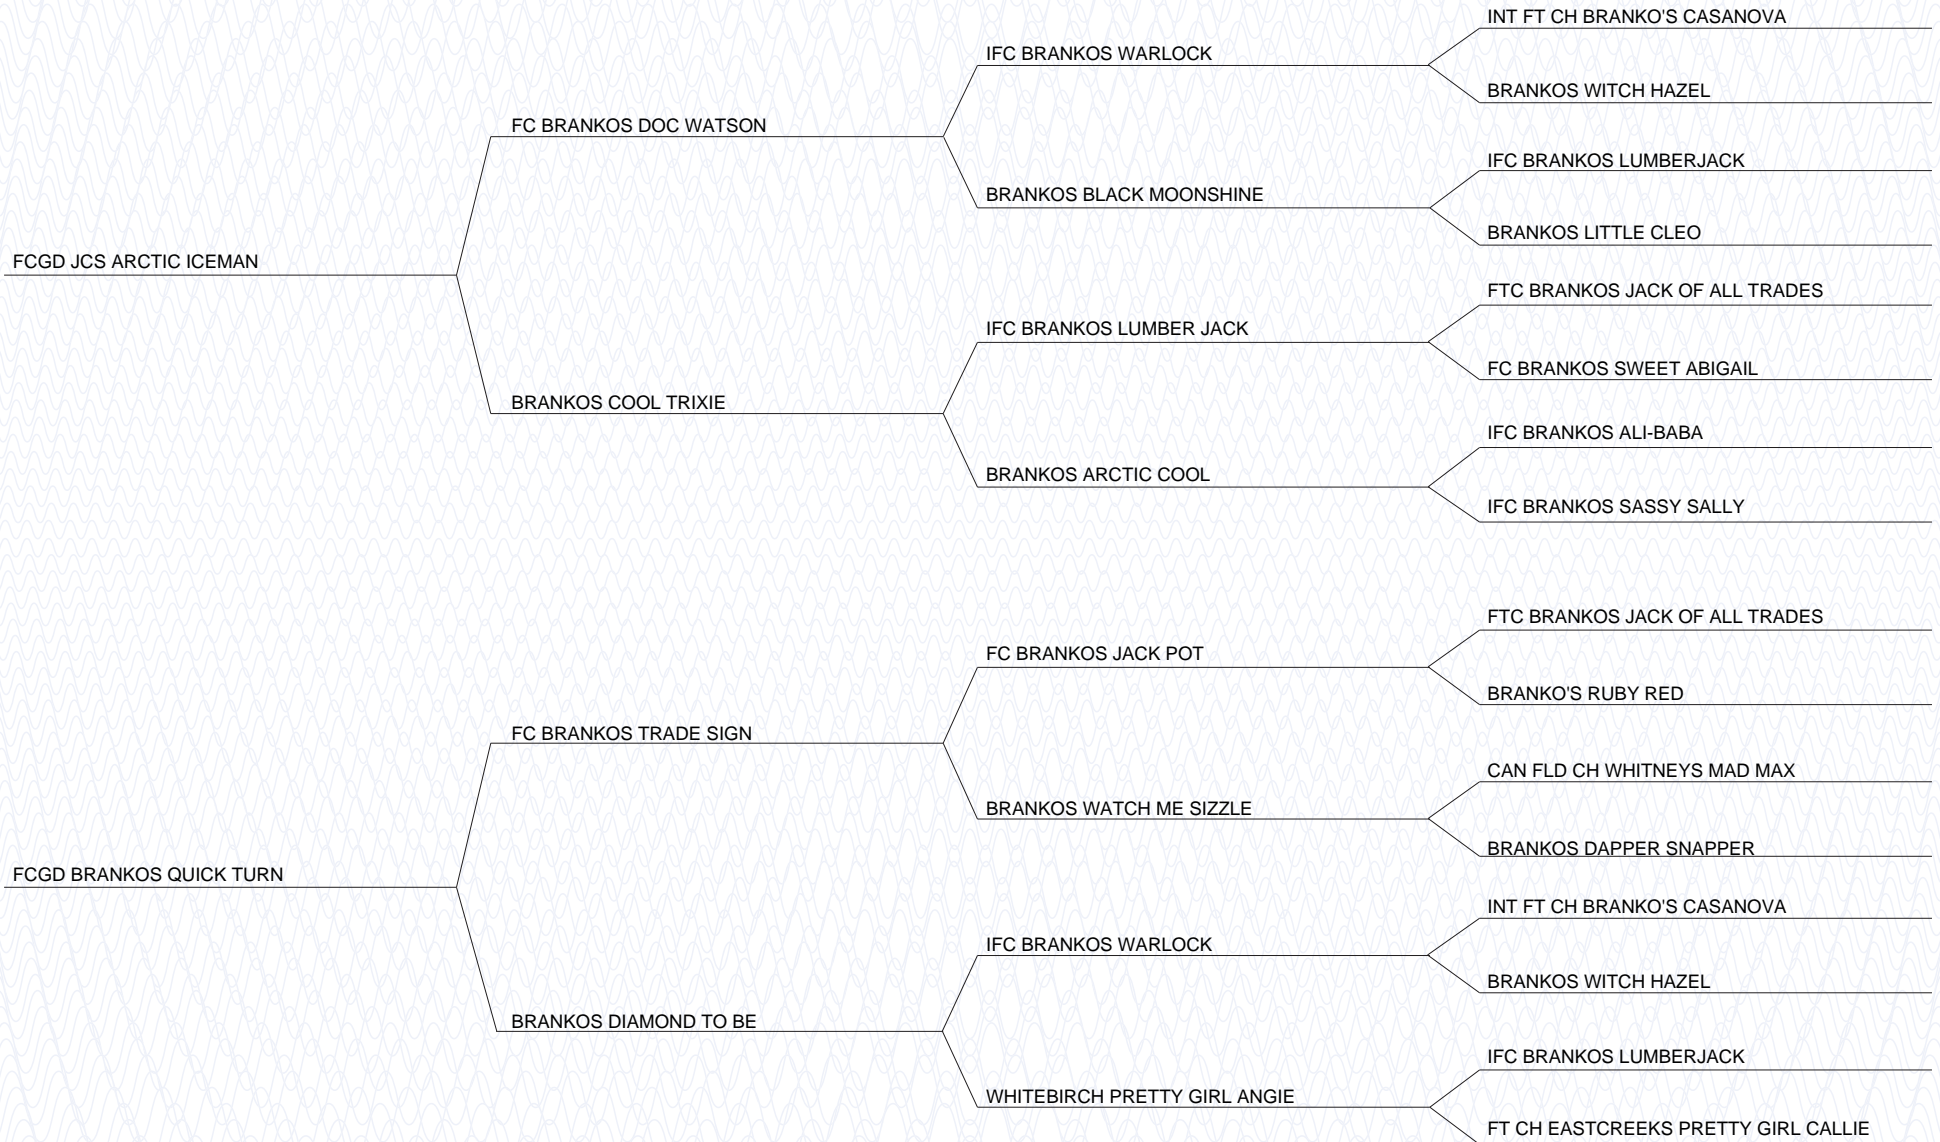 INT FT CH BRANKO'S CASANOVA
IFC BRANKOS WARLOCK
BRANKOS WITCH HAZEL
FC BRANKOS DOC WATSON
IFC BRANKOS LUMBERJACK
BRANKOS BLACK MOONSHINE
BRANKOS LITTLE CLEO
FCGD JCS ARCTIC ICEMAN
FTC BRANKOS JACK OF ALL TRADES
IFC BRANKOS LUMBER JACK
FC BRANKOS SWEET ABIGAIL
BRANKOS COOL TRIXIE
IFC BRANKOS ALI-BABA
BRANKOS ARCTIC COOL
IFC BRANKOS SASSY SALLY
FTC BRANKOS JACK OF ALL TRADES
FC BRANKOS JACK POT
BRANKO'S RUBY RED
FC BRANKOS TRADE SIGN
CAN FLD CH WHITNEYS MAD MAX
BRANKOS WATCH ME SIZZLE
BRANKOS DAPPER SNAPPER
FCGD BRANKOS QUICK TURN
INT FT CH BRANKO'S CASANOVA
IFC BRANKOS WARLOCK
BRANKOS WITCH HAZEL
BRANKOS DIAMOND TO BE
IFC BRANKOS LUMBERJACK
WHITEBIRCH PRETTY GIRL ANGIE
FT CH EASTCREEKS PRETTY GIRL CALLIE